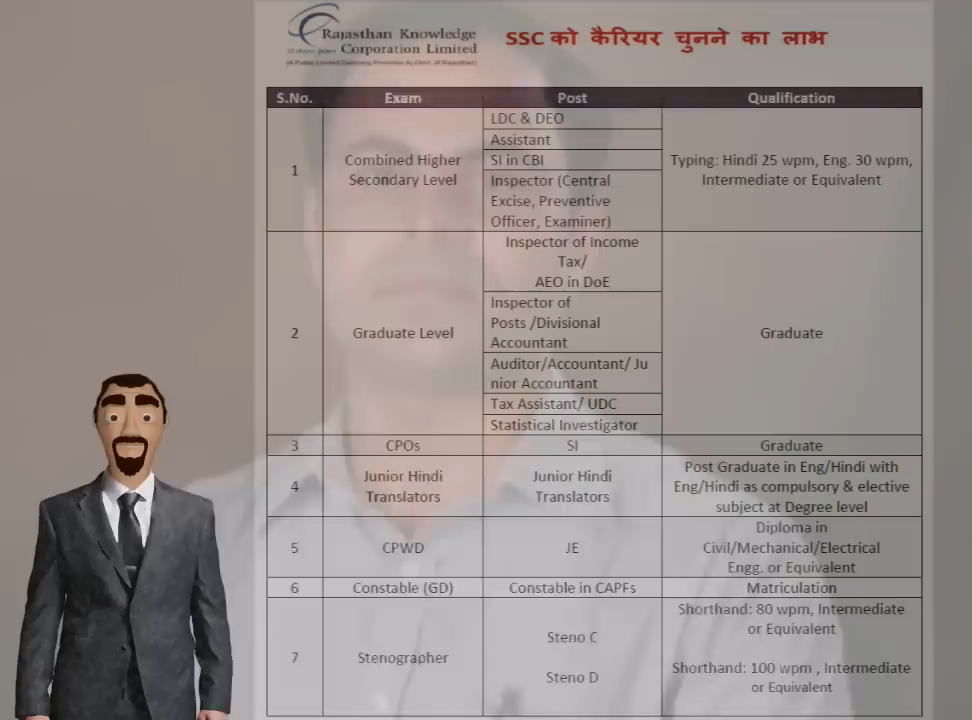 Rajasthan Knowledge
Corporation Limited
SSC को कैरियर चुनने का लाभ
S.No. Exam Post Qualification
1 Combined Higher Secondary Level
LDC & DEO
Assistant
SI in CBI
Inspector (Central
Excise, Preventive
Officer, Examiner)
Typing: Hindi 25 wpm, Eng. 30 wpm,
Intermediate or Equivalent
2 Graduate Level
Inspector of Income
Tax/
AEO in DoE
Inspector of
Posts /Divisional
Accountant
Auditor/Accountant/ Ju
nior Accountant
Tax Assistant/ UDC
Statistical Investigator
Graduate
3 CPOs SI Graduate
4 Junior Hindi
Translators
Junior Hindi
Translators
Post Graduate in Eng/Hindi with
Eng/Hindi as compulsory & elective
subject at Degree level
5 CPWD JE
Diploma in
Civil/Mechanical/Electrical
Engg. or Equivalent
6 Constable (GD) Constable in CAPFs Matriculation
7 Stenographer
Steno C
Steno D
Shorthand: 80 wpm, Intermediate
or Equivalent
Shorthand: 100 wpm , Intermediate
or Equivalent